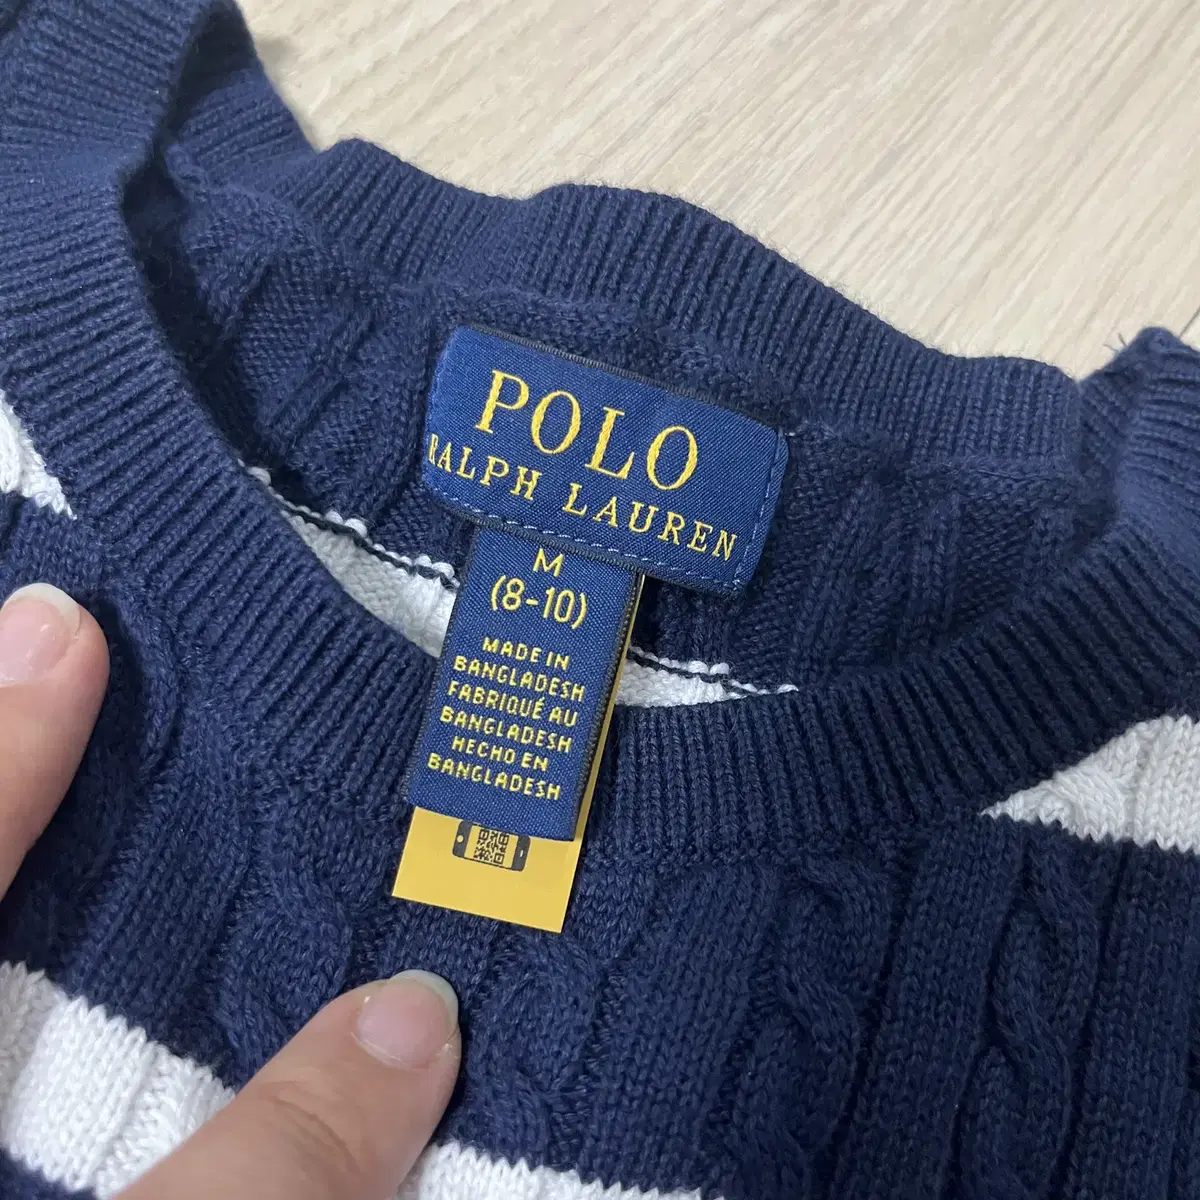 POLO
RALPH LAUREN
M
(8-10)
MADE IN
BANGLADESH
FABRIQUÉ AU
BANGLADESH
HECHO EN
BANGLADESH